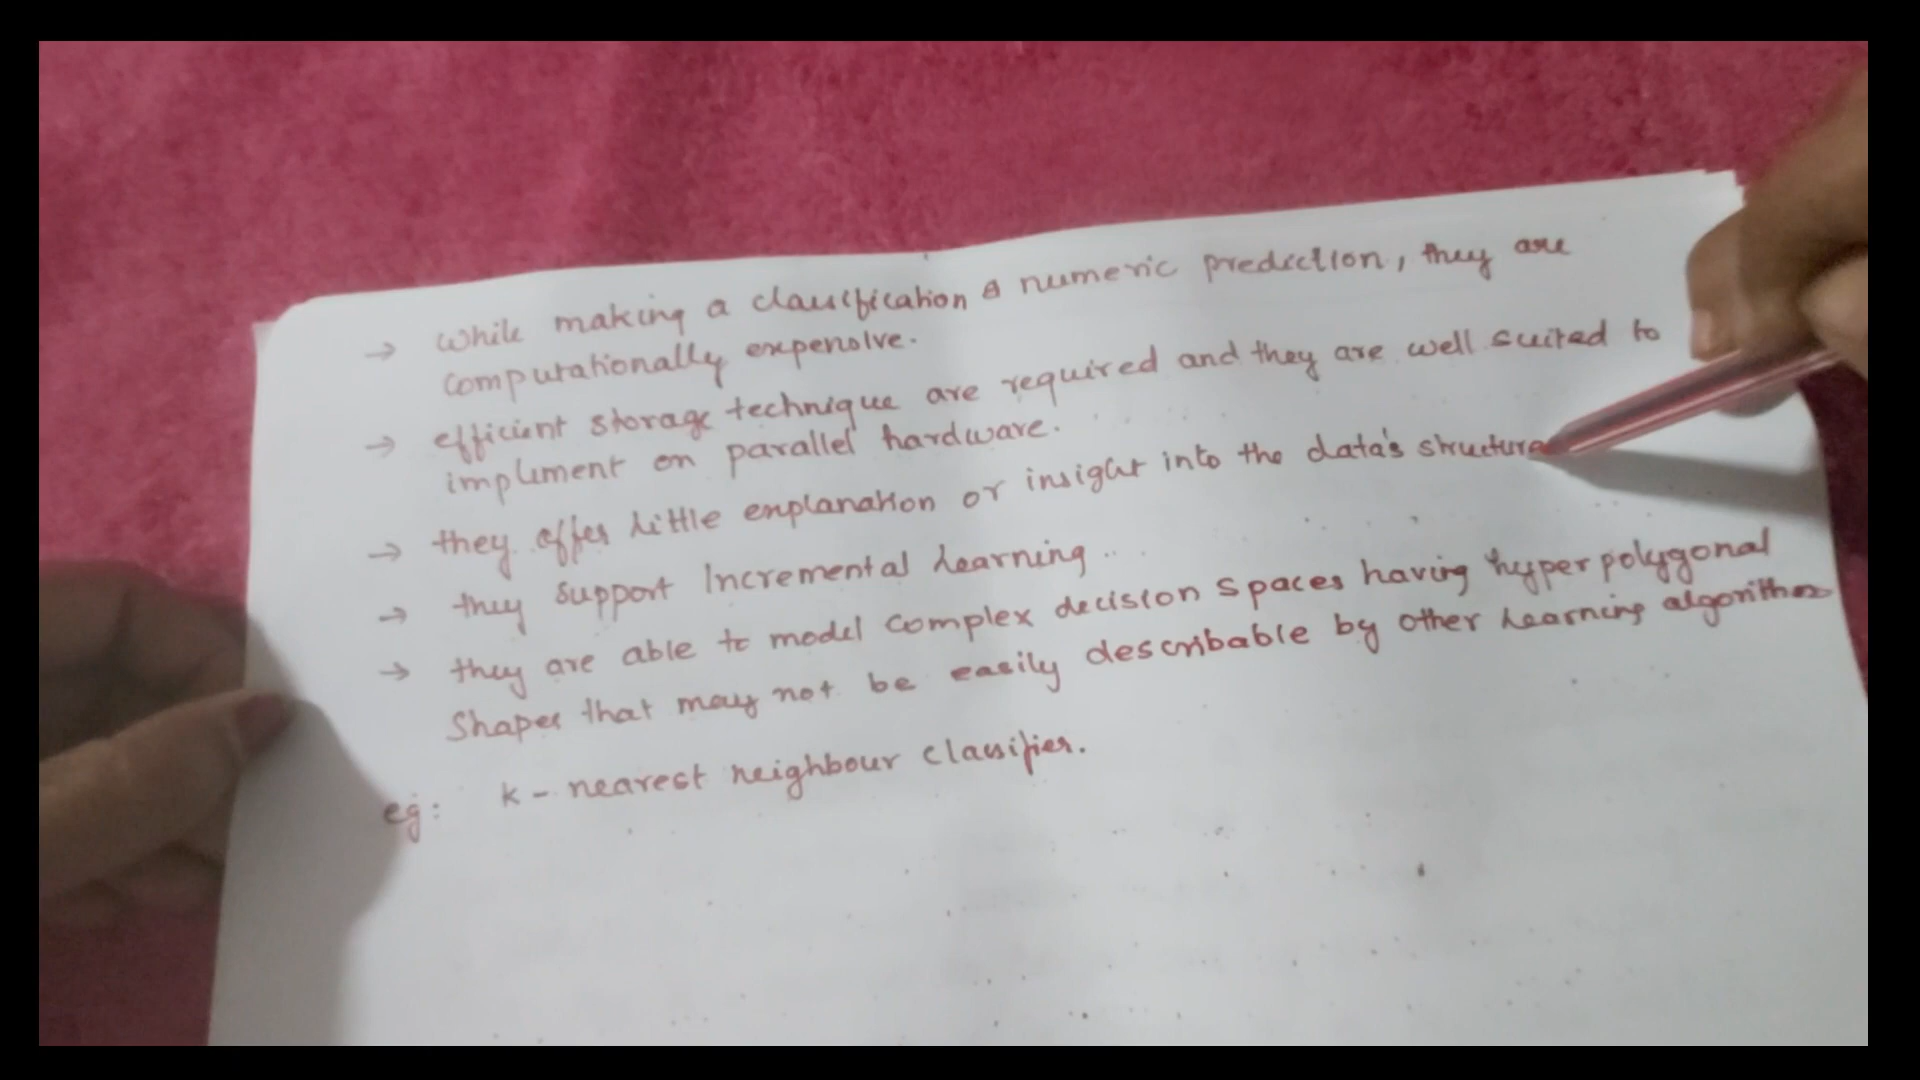 → While making a classification or numeric prediction, they are
computationally expensive.
→ efficient storage technique are required and they are well suited to
implement on parallel hardware.
→ they offer little explanation or insight into the data's structure
→ they support Incremental Learning.
→ they are able to model complex decision spaces having hyperpolygonal
Shapes that may not be easily describable by other Learning algorithms
eg: k- nearest neighbour classifier.